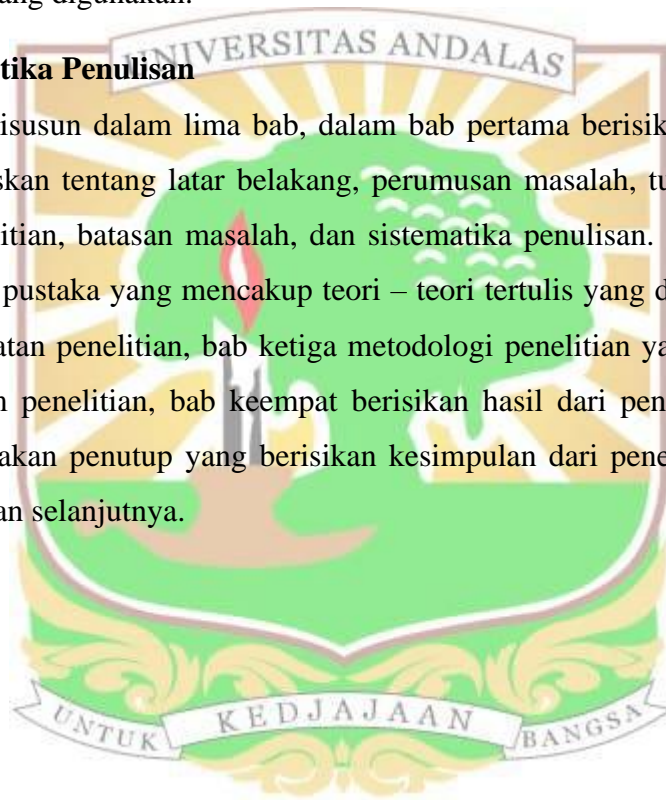 ang digunakan.
UNIVERSITAS ANDALAS
tika Penulisan
isusun dalam lima bab, dalam bab pertama berisik
skan tentang latar belakang, perumusan masalah, tu
itian, batasan masalah, dan sistematika penulisan.
pustaka yang mencakup teori – teori tertulis yang d
atan penelitian, bab ketiga metodologi penelitian ya
n penelitian, bab keempat berisikan hasil dari pen
akan penutup yang berisikan kesimpulan dari pene
an selanjutnya.
UNTUK KEDJAJAAN BANGSA